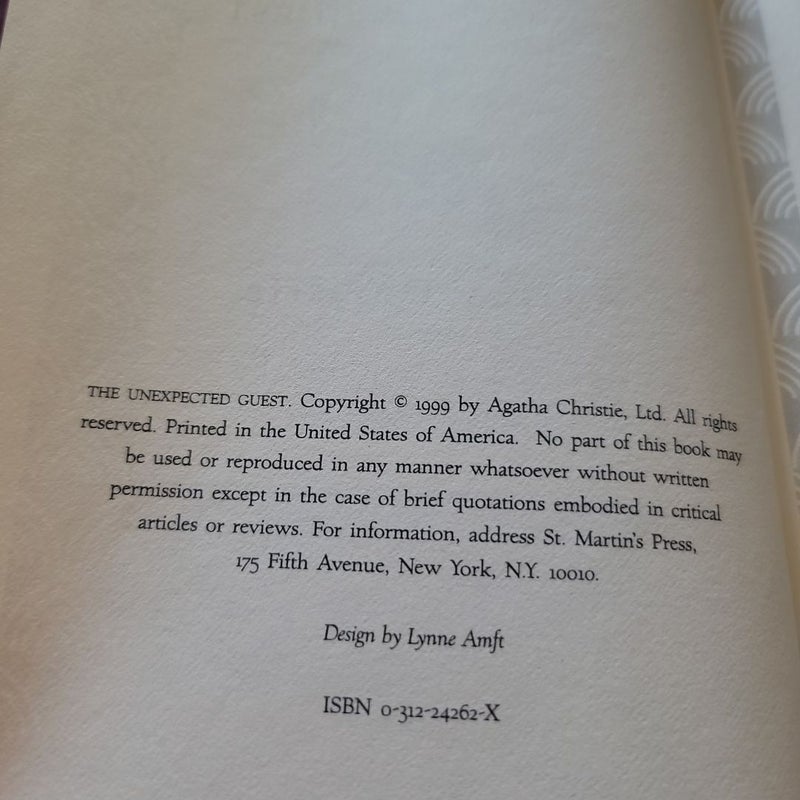 THE UNEXPECTED GUEST. Copyright © 1999 by Agatha Christie, Ltd. All rights
reserved. Printed in the United States of America. No part of this book may
be used or reproduced in any manner whatsoever without written
permission except in the case of brief quotations embodied in critical
articles or reviews. For information, address St. Martin's Press,
175 Fifth Avenue, New York, N.Y. 10010.
Design by Lynne Amft
ISBN 0-312-24262-X